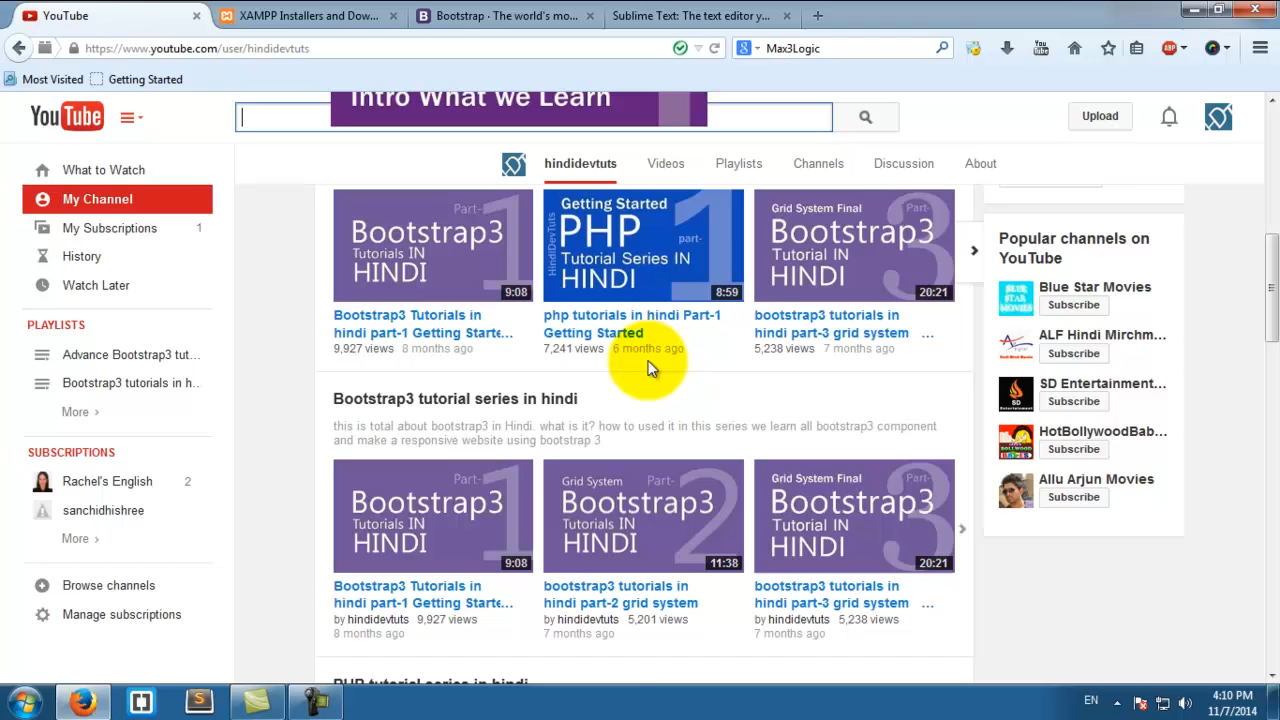 YouTube
XAMPP Installers and Dow...
Bootstrap · The world's mo...
Sublime Text: The text editor y...
https://www.youtube.com/user/hindidevtuts
Max3Logic
Most Visited
Getting Started
Intro What we Learn
YouTube
Upload
hindidevtuts
Videos
Playlists
Channels
Discussion
About
What to Watch
My Channel
My Subscriptions 1
History
Watch Later
PLAYLISTS
Advance Bootstrap3 tut...
Bootstrap3 tutorials in h..
More ›
SUBSCRIPTIONS
Rachel's English 2
sanchidhishree
More ›
Browse channels
Manage subscriptions
Part-
1
Bootstrap3
Tutorials IN
HINDI
9:08
Bootstrap3 Tutorials in
hindi part-1 Getting Starte...
9,927 views 8 months ago
HindiDevTuts
Getting Started
PHP
part-
1
Tutorial Series IN
HINDI
8:59
php tutorials in hindi Part-1
Getting Started
7,241 views 6 months ago
Grid System Final
Part-
3
Bootstrap3
Tutorial IN
HINDI
20:21
bootstrap3 tutorials in
hindi part-3 grid system ...
5,238 views 7 months ago
Bootstrap3 tutorial series in hindi
this is total about bootstrap3 in Hindi. what is it? how to used it in this series we learn all bootstrap3 component
and make a responsive website using bootstrap 3
Part-
1
Bootstrap3
Tutorials IN
HINDI
9:08
Bootstrap3 Tutorials in
hindi part-1 Getting Starte...
by hindidevtuts 9,927 views
8 months ago
Grid System
Part-
2
Bootstrap3
Tutorials IN
HINDI
11:38
bootstrap3 tutorials in
hindi part-2 grid system
by hindidevtuts 5,201 views
7 months ago
Grid System Final
Part-
3
Bootstrap3
Tutorial IN
HINDI
20:21
bootstrap3 tutorials in
hindi part-3 grid system ...
by hindidevtuts 5,238 views
7 months ago
PHP tutorial series in hindi
Popular channels on
YouTube
Blue Star Movies
Subscribe
ALF Hindi Mirchm...
Subscribe
SD Entertainment...
Subscribe
HotBollywoodBab...
Subscribe
Allu Arjun Movies
Subscribe
EN
4:10 PM
11/7/2014